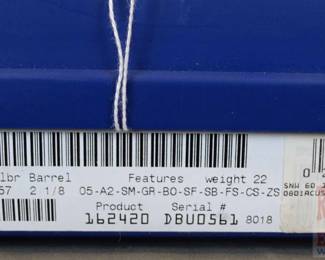 lbr Barrel Features weight 22
57 2 1/8 05-A2-SM-GR-BO-SF-SB-FS-CS-ZS
Product Serial #
162420 DBU0561 8018
0
SNW 60